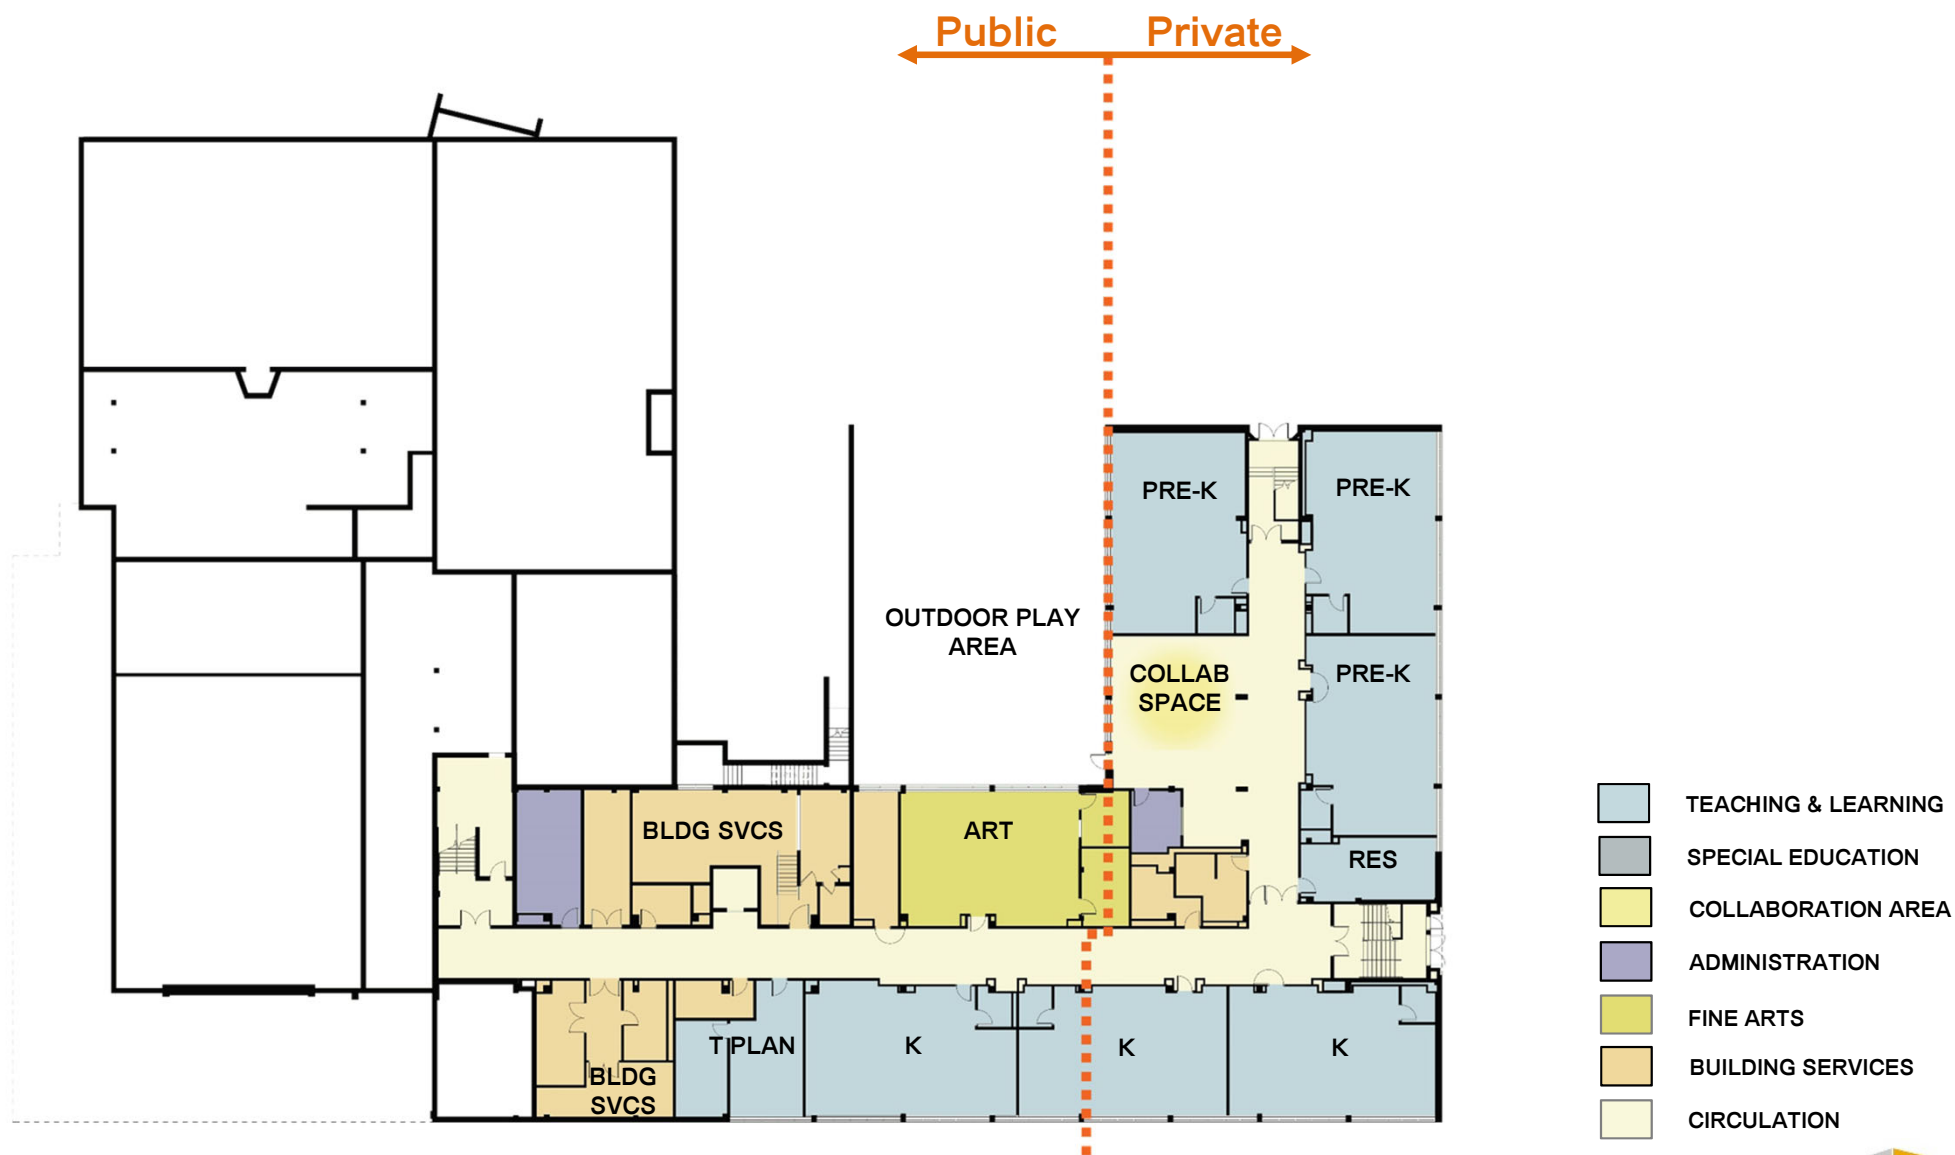 Public
Private
PRE-K
PRE-K
OUTDOOR PLAY
AREA
COLLAB
SPACE
PRE-K
BLDG SVCS
ART
RES
T PLAN
K
K
K
BLDG
SVCS
TEACHING & LEARNING
SPECIAL EDUCATION
COLLABORATION AREA
ADMINISTRATION
FINE ARTS
BUILDING SERVICES
CIRCULATION